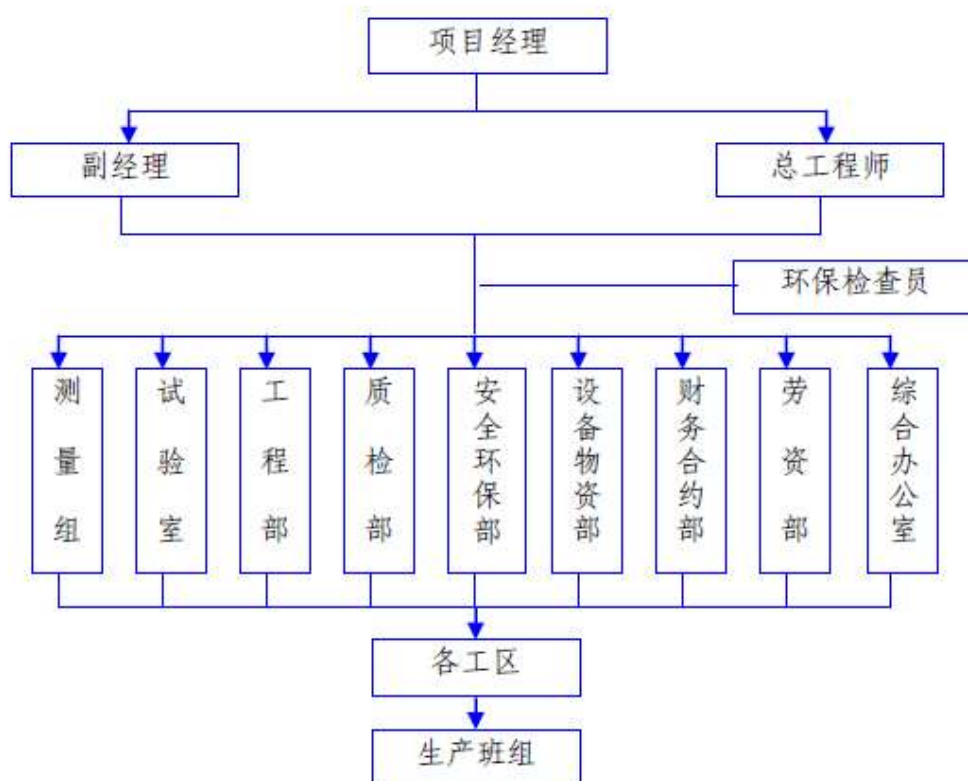 项目经理
副经理
总工程师
环保检查员
测量组
试验室
工程部
质检部
安全环保部
设备物资部
财务合约部
劳资部
综合办公室
各工区
生产班组